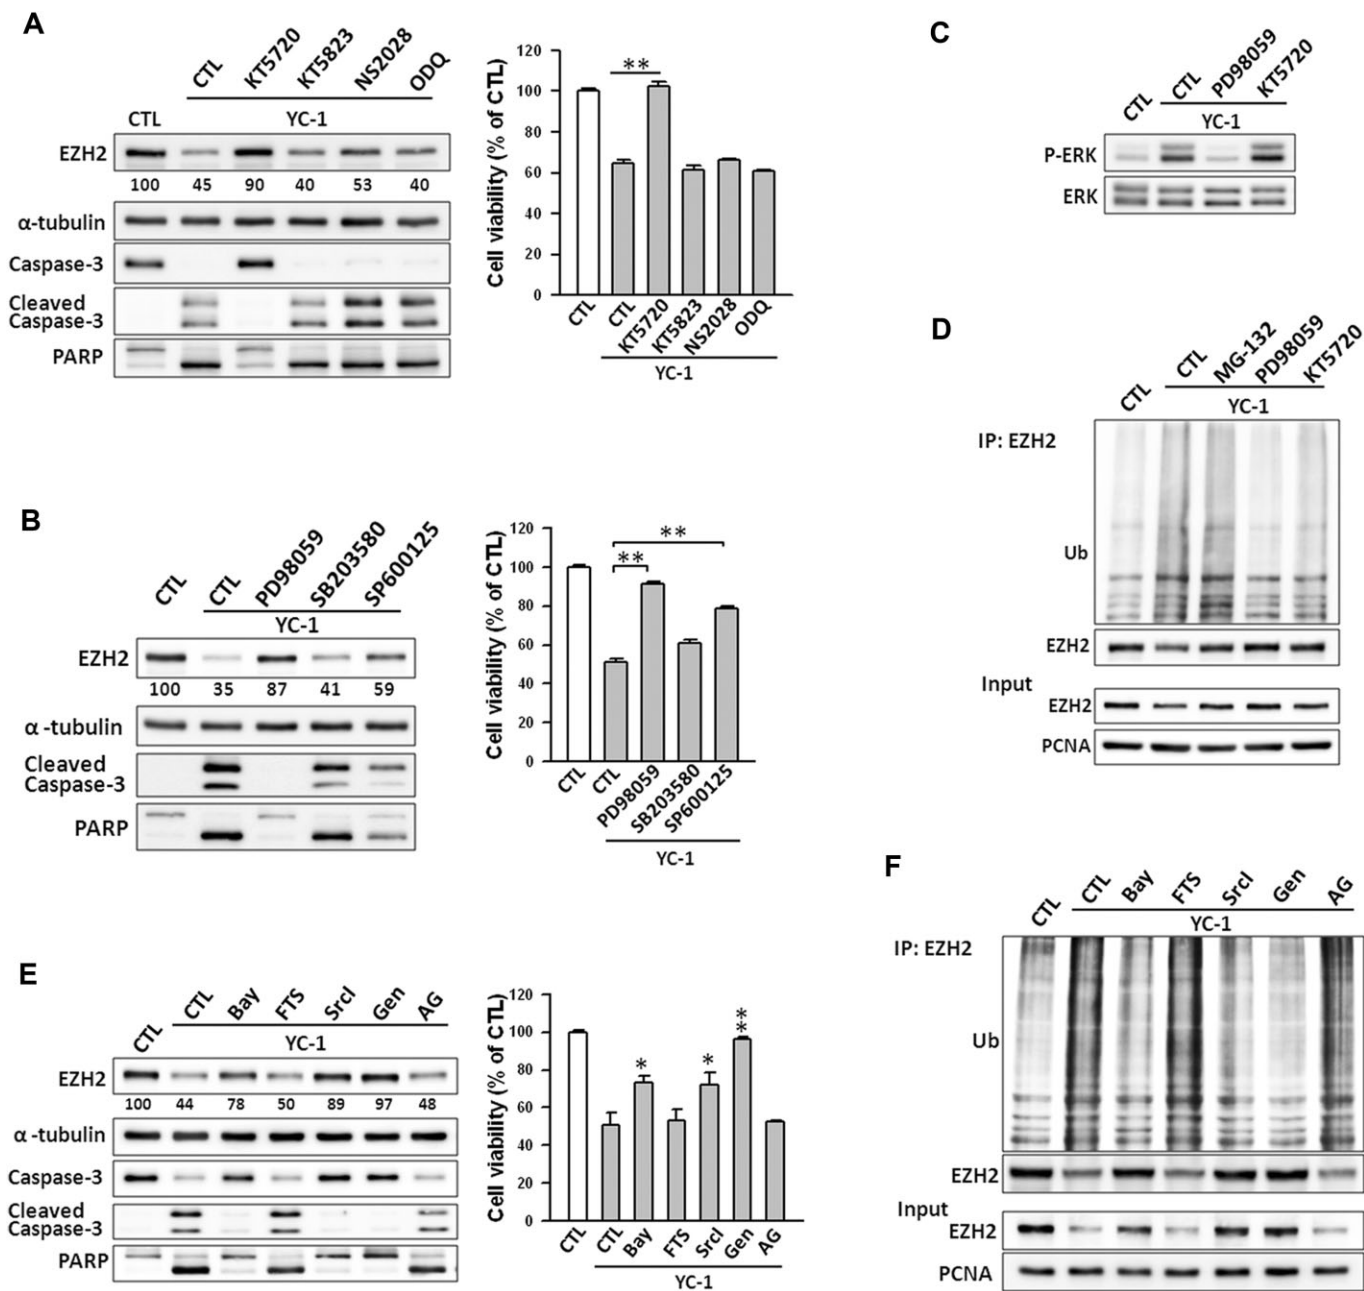 A
CTL KT5720 KT5823 NS2028 ODQ
CTL YC-1
EZH2
100 45 90 40 53 40
α-tubulin
Caspase-3
Cleaved
Caspase-3
PARP
Cell viability (% of CTL)
120
100
80
60
40
20
0
**
CTL CTL KT5720 KT5823 NS2028 ODQ
YC-1
C
CTL CTL PD98059 KT5720
YC-1
P-ERK
ERK
D
CTL CTL MG-132 PD98059 KT5720
YC-1
IP: EZH2
Ub
EZH2
Input
EZH2
PCNA
B
CTL CTL PD98059 SB203580 SP600125
YC-1
EZH2
100 35 87 41 59
α -tubulin
Cleaved
Caspase-3
PARP
Cell viability (% of CTL)
120
100
80
60
40
20
0
**
**
CTL CTL PD98059 SB203580 SP600125
YC-1
E
CTL CTL Bay FTS SrcI Gen AG
YC-1
EZH2
100 44 78 50 89 97 48
α -tubulin
Caspase-3
Cleaved
Caspase-3
PARP
Cell viability (% of CTL)
120
100
80
60
40
20
0
* * **
CTL CTL Bay FTS SrcI Gen AG
YC-1
F
CTL CTL Bay FTS SrcI Gen AG
YC-1
IP: EZH2
Ub
EZH2
Input
EZH2
PCNA